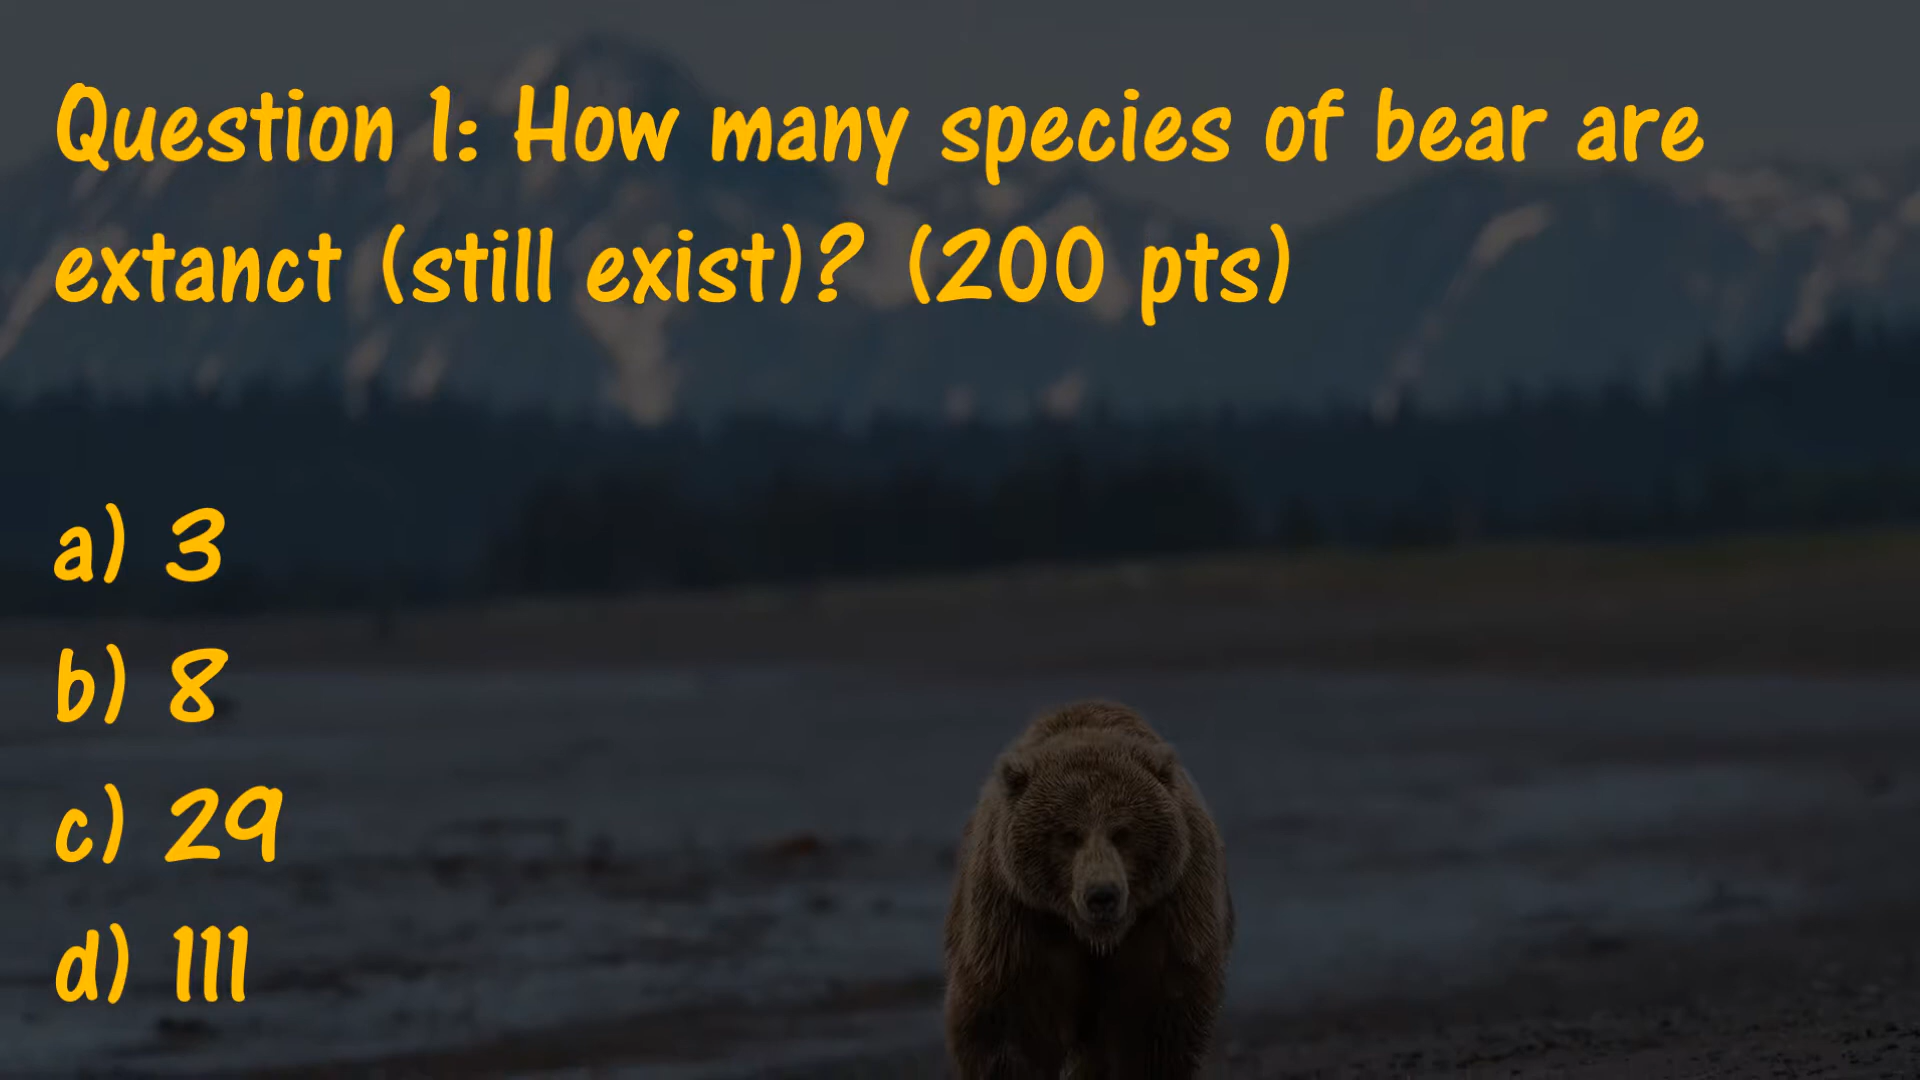 Question 1: How many species of bear are
extanct (still exist)? (200 pts)
a) 3
b) 8
c) 29
d) 111